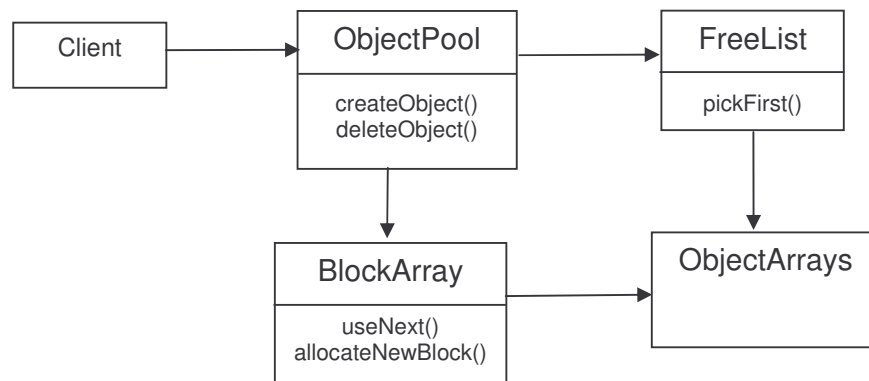 Client
ObjectPool
createObject()
deleteObject()
FreeList
pickFirst()
BlockArray
useNext()
allocateNewBlock()
ObjectArrays